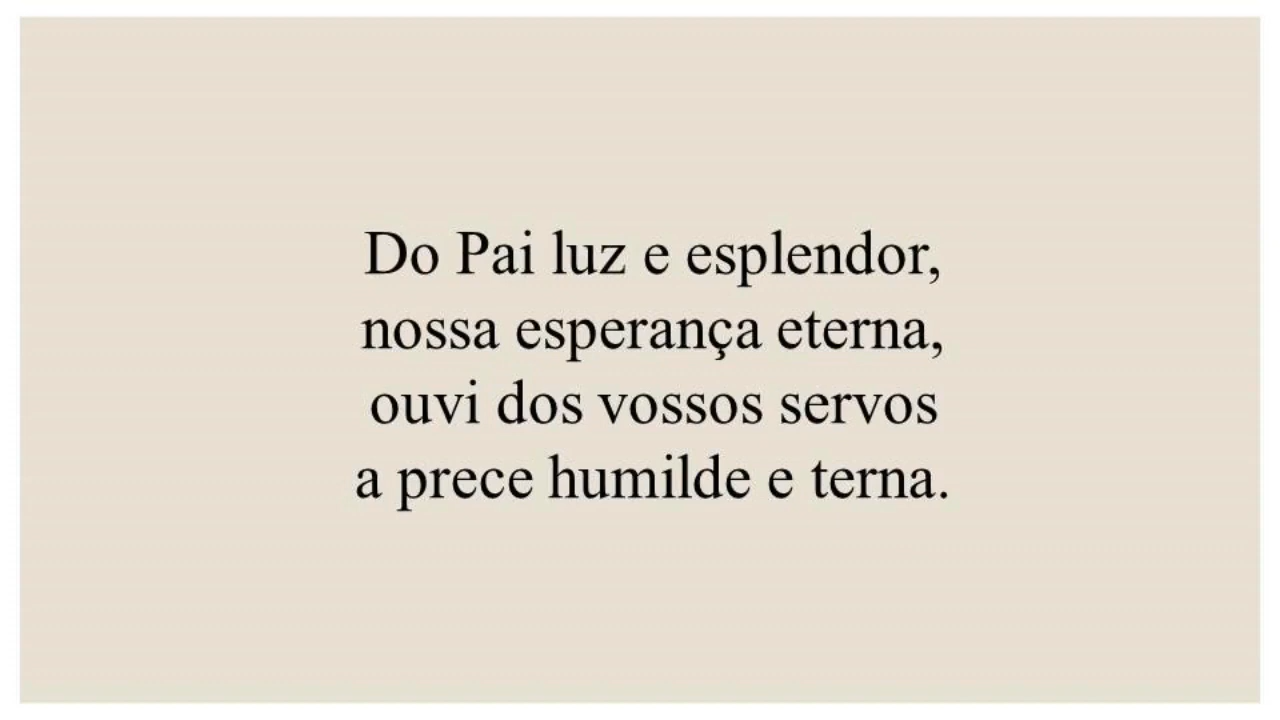 Do Pai luz e esplendor,
nossa esperança eterna,
ouvi dos vossos servos
a prece humilde e terna.